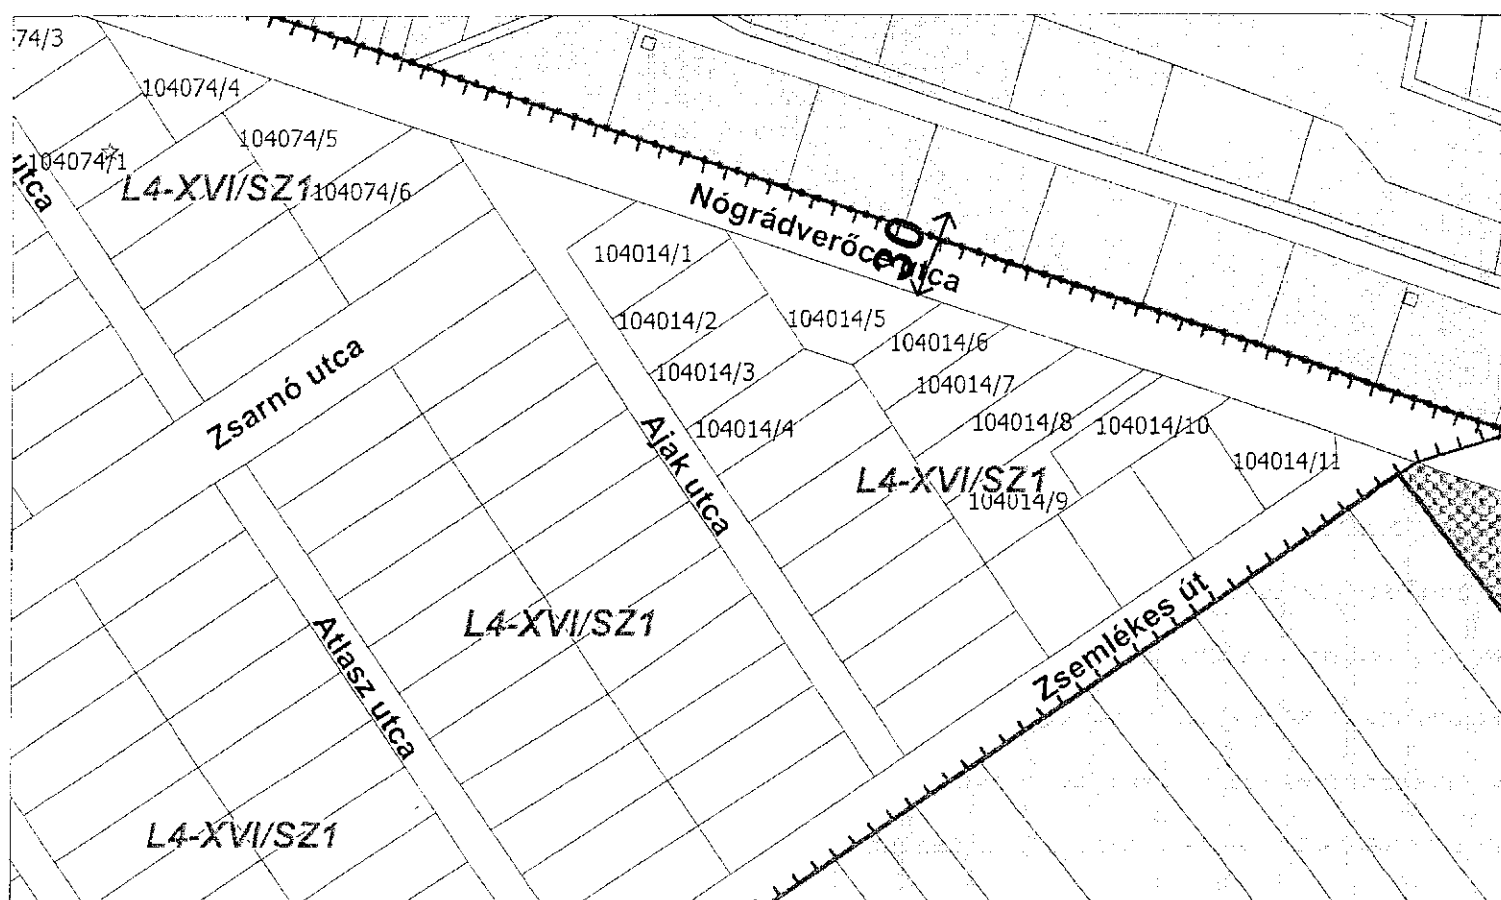 74/3
104074/4
104074/5
104074/1
utca
L4-XVI/SZ1
104074/6
Nógrádverőce utca
30
104014/1
104014/2
104014/5
104014/6
104014/3
104014/7
Zsarnó utca
104014/4
104014/8
104014/10
Ajak utca
L4-XVI/SZ1
104014/11
104014/9
L4-XVI/SZ1
Zsemlékes út
Atlasz utca
L4-XVI/SZ1